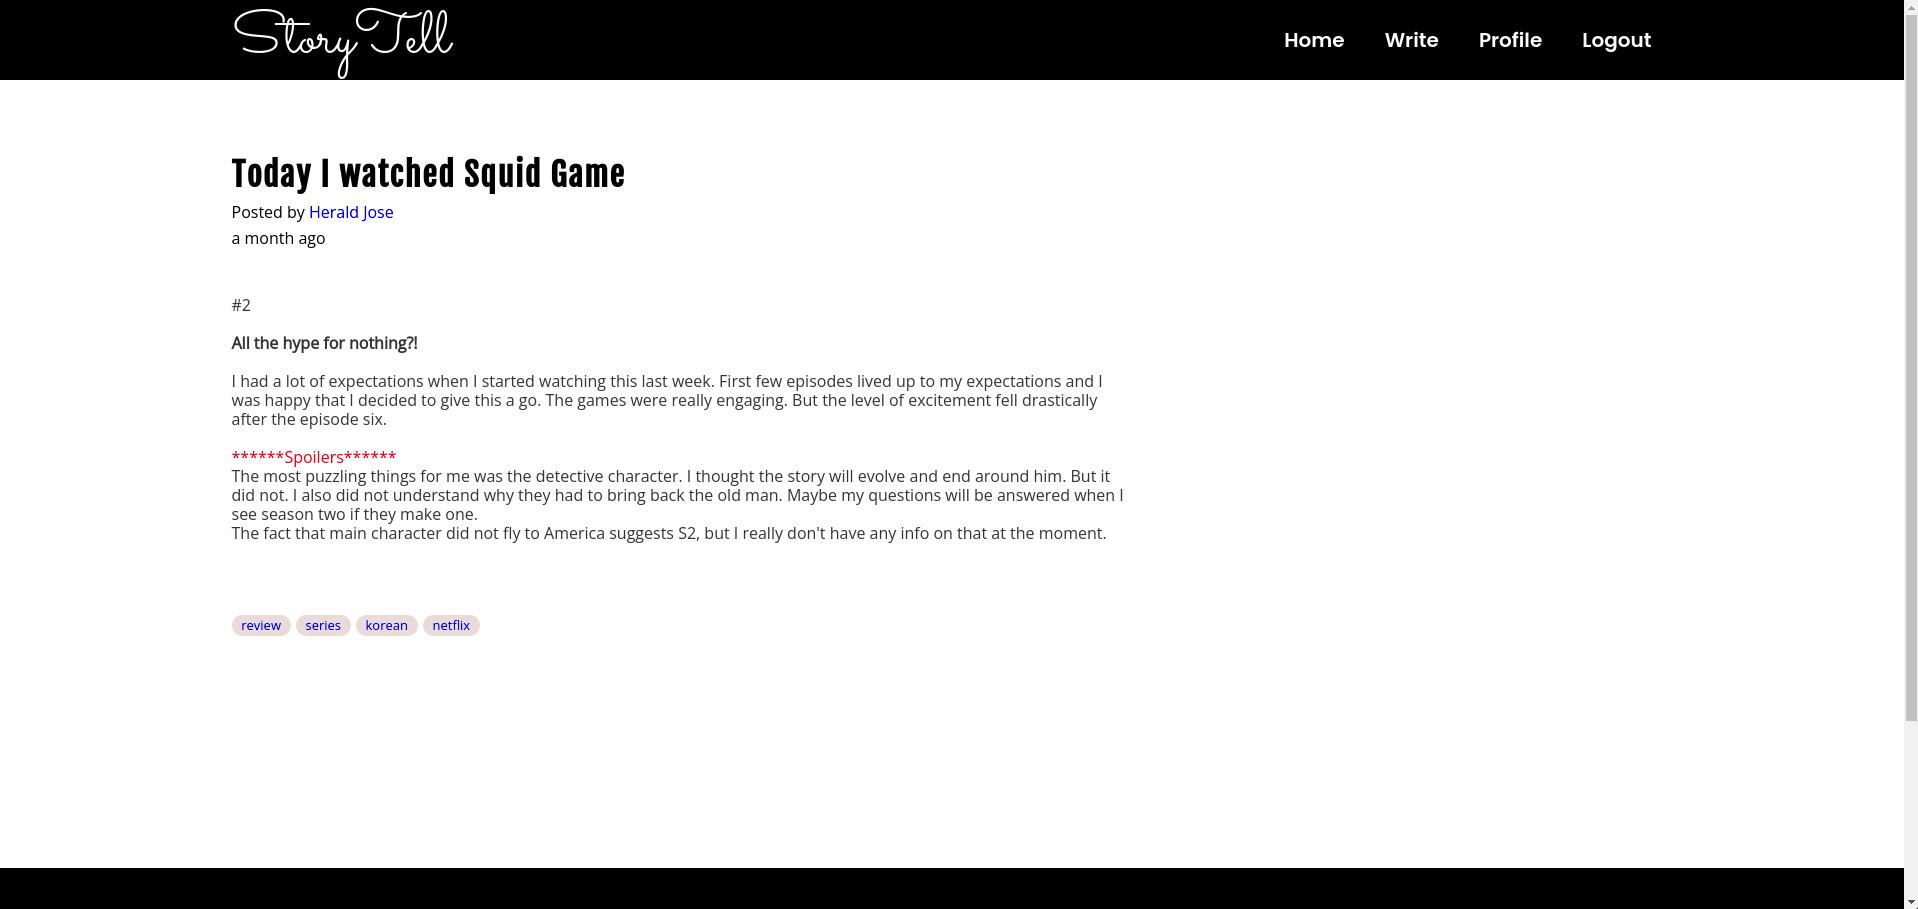 Story Tell
Home Write Profile Logout
Today I watched Squid Game
Posted by Herald Jose
a month ago
#2
All the hype for nothing?!
I had a lot of expectations when I started watching this last week. First few episodes lived up to my expectations and I
was happy that I decided to give this a go. The games were really engaging. But the level of excitement fell drastically
after the episode six.
******Spoilers******
The most puzzling things for me was the detective character. I thought the story will evolve and end around him. But it
did not. I also did not understand why they had to bring back the old man. Maybe my questions will be answered when I
see season two if they make one.
The fact that main character did not fly to America suggests S2, but I really don't have any info on that at the moment.
review series korean netflix